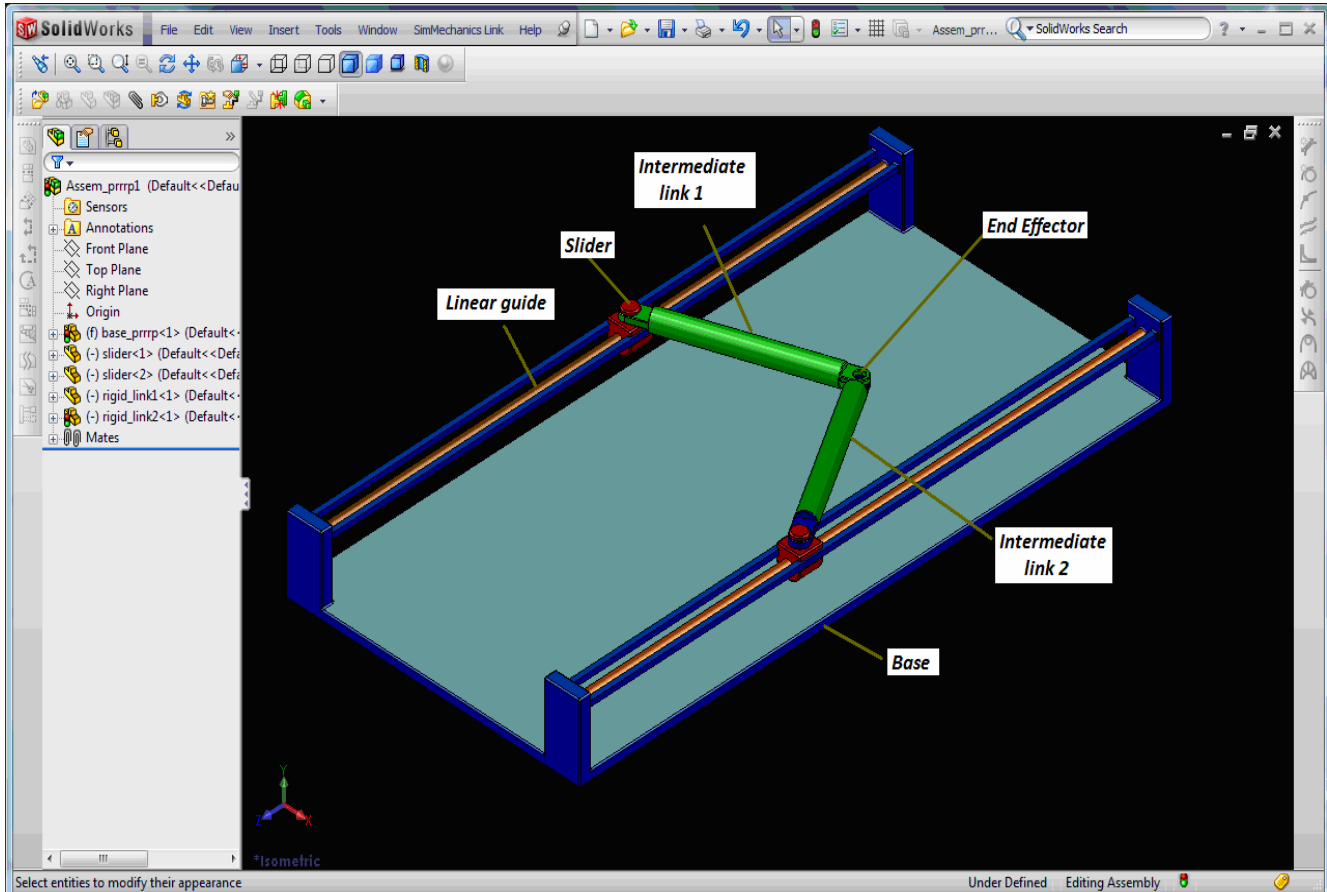 SolidWorks File Edit View Insert Tools Window SimMechanics Link Help Assem_prr... SolidWorks Search ?
Assem_prrrp1 (Default<<Defau
Sensors
A Annotations
Front Plane
Top Plane
Right Plane
Origin
(f) base_prrrp<1> (Default<
(-) slider<1> (Default<<Defa
(-) slider<2> (Default<<Defa
(-) rigid_link1<1> (Default<
(-) rigid_link2<1> (Default<
Mates
Intermediate
link 1
End Effector
Slider
Linear guide
Intermediate
link 2
Base
Y
Z X
*Isometric
Select entities to modify their appearance Under Defined Editing Assembly